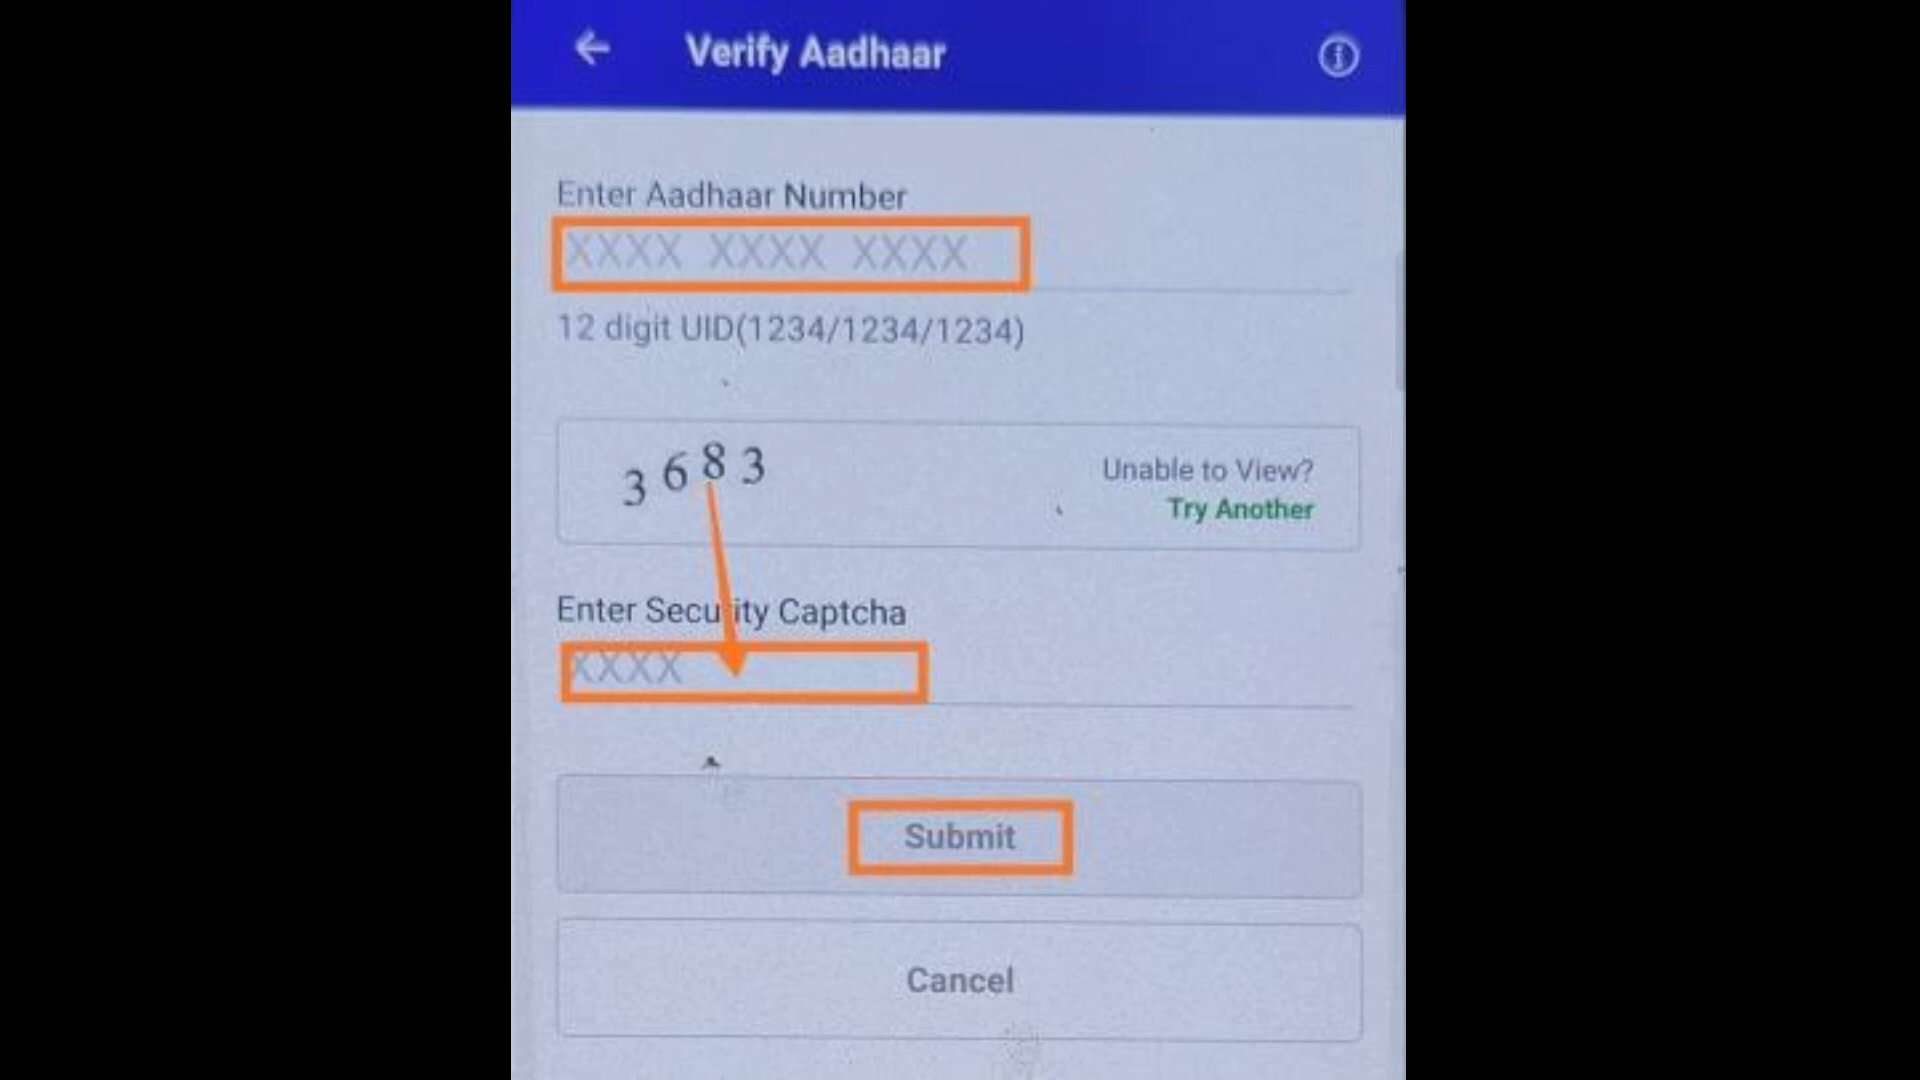 Verify Aadhaar
Enter Aadhaar Number
XXXX XXXX XXXX
12 digit UID(1234/1234/1234)
3683
Unable to View?
Try Another
Enter Security Captcha
XXXX
Submit
Cancel